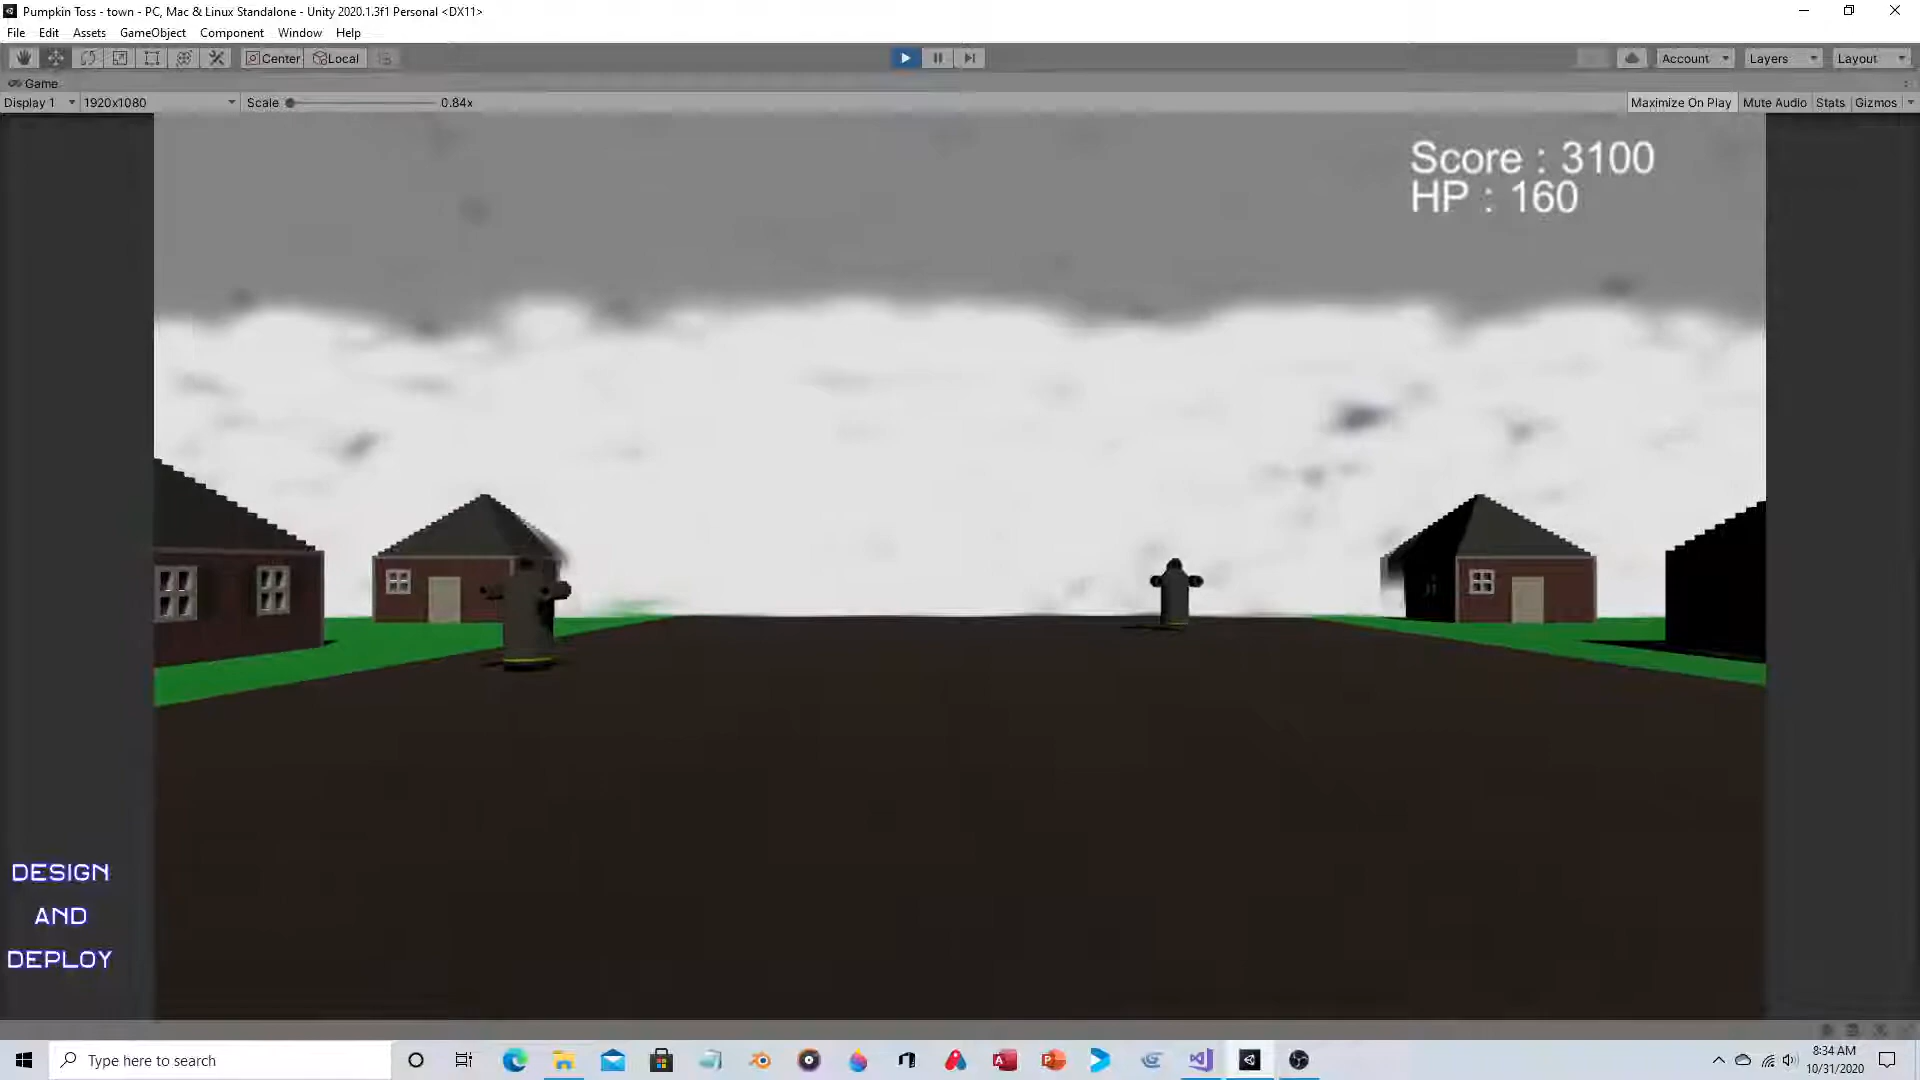 Pumpkin Toss - town - PC, Mac & Linux Standalone - Unity 2020.1.3f1 Personal <DX11>
File Edit Assets GameObject Component Window Help
Center Local Account Layers Layout
Game
Display 1 1920x1080 Scale 0.84x Maximize On Play Mute Audio Stats Gizmos
Score : 3100
HP : 160
DESIGN
AND
DEPLOY
Type here to search
8:34 AM
10/31/2020